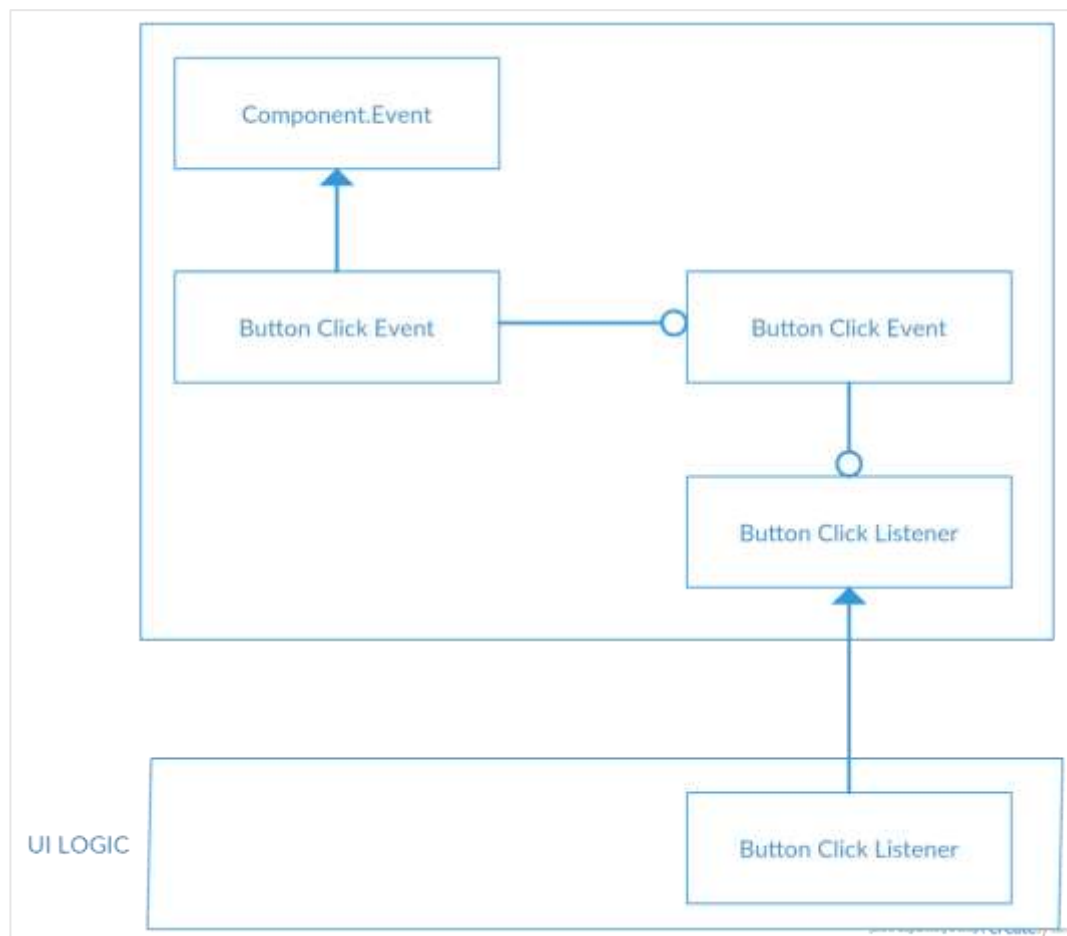 Component.Event
Button Click Event
Button Click Event
Button Click Listener
UI LOGIC
Button Click Listener